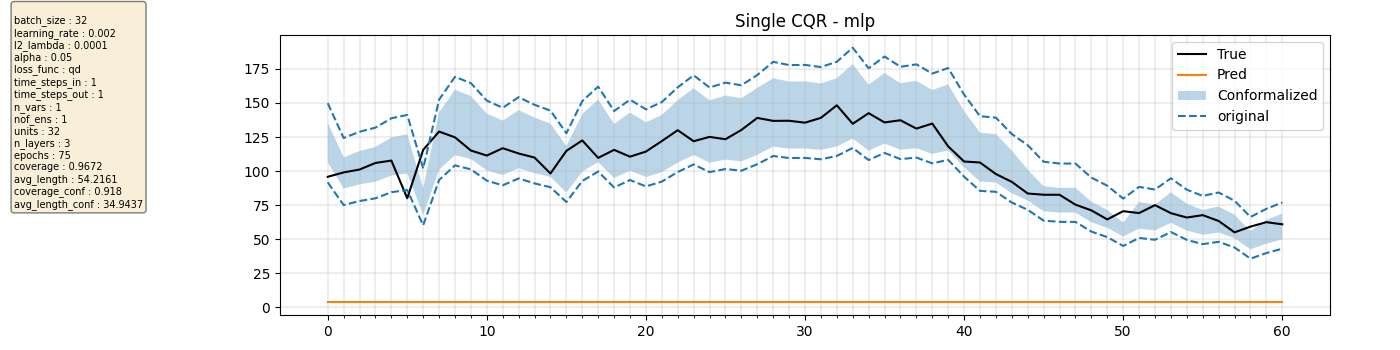 batch_size : 32
learning_rate : 0.002
l2_lambda : 0.0001
alpha : 0.05
loss_func : qd
time_steps_in : 1
time_steps_out : 1
n_vars : 1
nof_ens : 1
units : 32
n_layers : 3
epochs : 75
coverage : 0.9672
avg_length : 54.2161
coverage_conf : 0.918
avg_length_conf : 34.9437
Single CQR - mlp
True
Pred
Conformalized
original
175
150
125
100
75
50
25
0
0 10 20 30 40 50 60